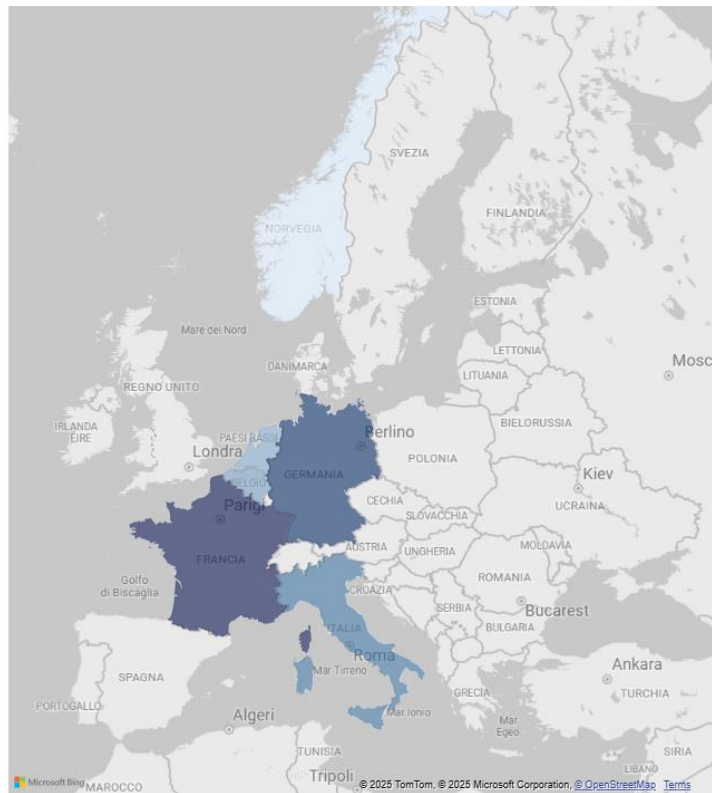 SVEZIA
FINLANDIA
NORVEGIA
ESTONIA
Mare del Nord
LETTONIA
DANIMARCA
Mosc
LITUANIA
REGNO UNITO
BIELORUSSIA
IRLANDA
ÉIRE
PAESI BASSI
Berlino
Londra
POLONIA
GERMANIA
Kiev
BELGIO
CECHIA
UCRAINA
Parigi
SLOVACCHIA
AUSTRIA
UNGHERIA
MOLDAVIA
FRANCIA
ROMANIA
Golfo
di Biscaglia
CROAZIA
SERBIA
Bucarest
ITALIA
BULGARIA
Roma
Mar Tirreno
Ankara
SPAGNA
GRECIA
TURCHIA
PORTOGALLO
Mar Ionio
Algeri
Mar
Egeo
TUNISIA
SIRIA
LIBANO
Tripoli
MAROCCO
Microsoft Bing
© 2025 TomTom, © 2025 Microsoft Corporation, © OpenStreetMap Terms